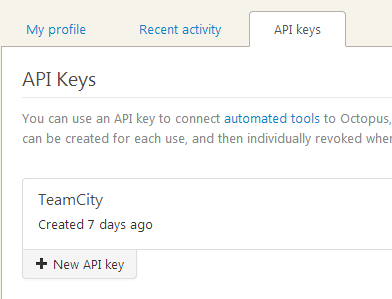 My profile Recent activity API keys
API Keys
You can use an API key to connect automated tools to Octopus,
can be created for each use, and then individually revoked
TeamCity
Created 7 days ago
New API key